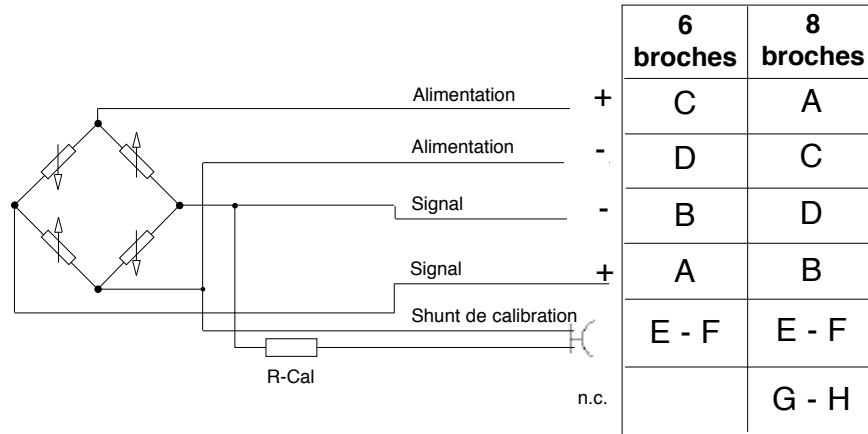 6 broches 8 broches
Alimentation + C A
Alimentation - D C
Signal - B D
Signal + A B
Shunt de calibration E - F E - F
R-Cal
n.c. G - H